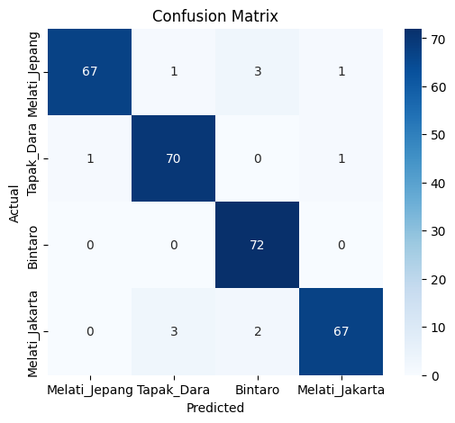 Confusion Matrix
Actual
Melati_Jepang
Tapak_Dara
Bintaro
Melati_Jakarta
67 1 3 1
1 70 0 1
0 0 72 0
0 3 2 67
Melati_Jepang Tapak_Dara Bintaro Melati_Jakarta
Predicted
70
60
50
40
30
20
10
0